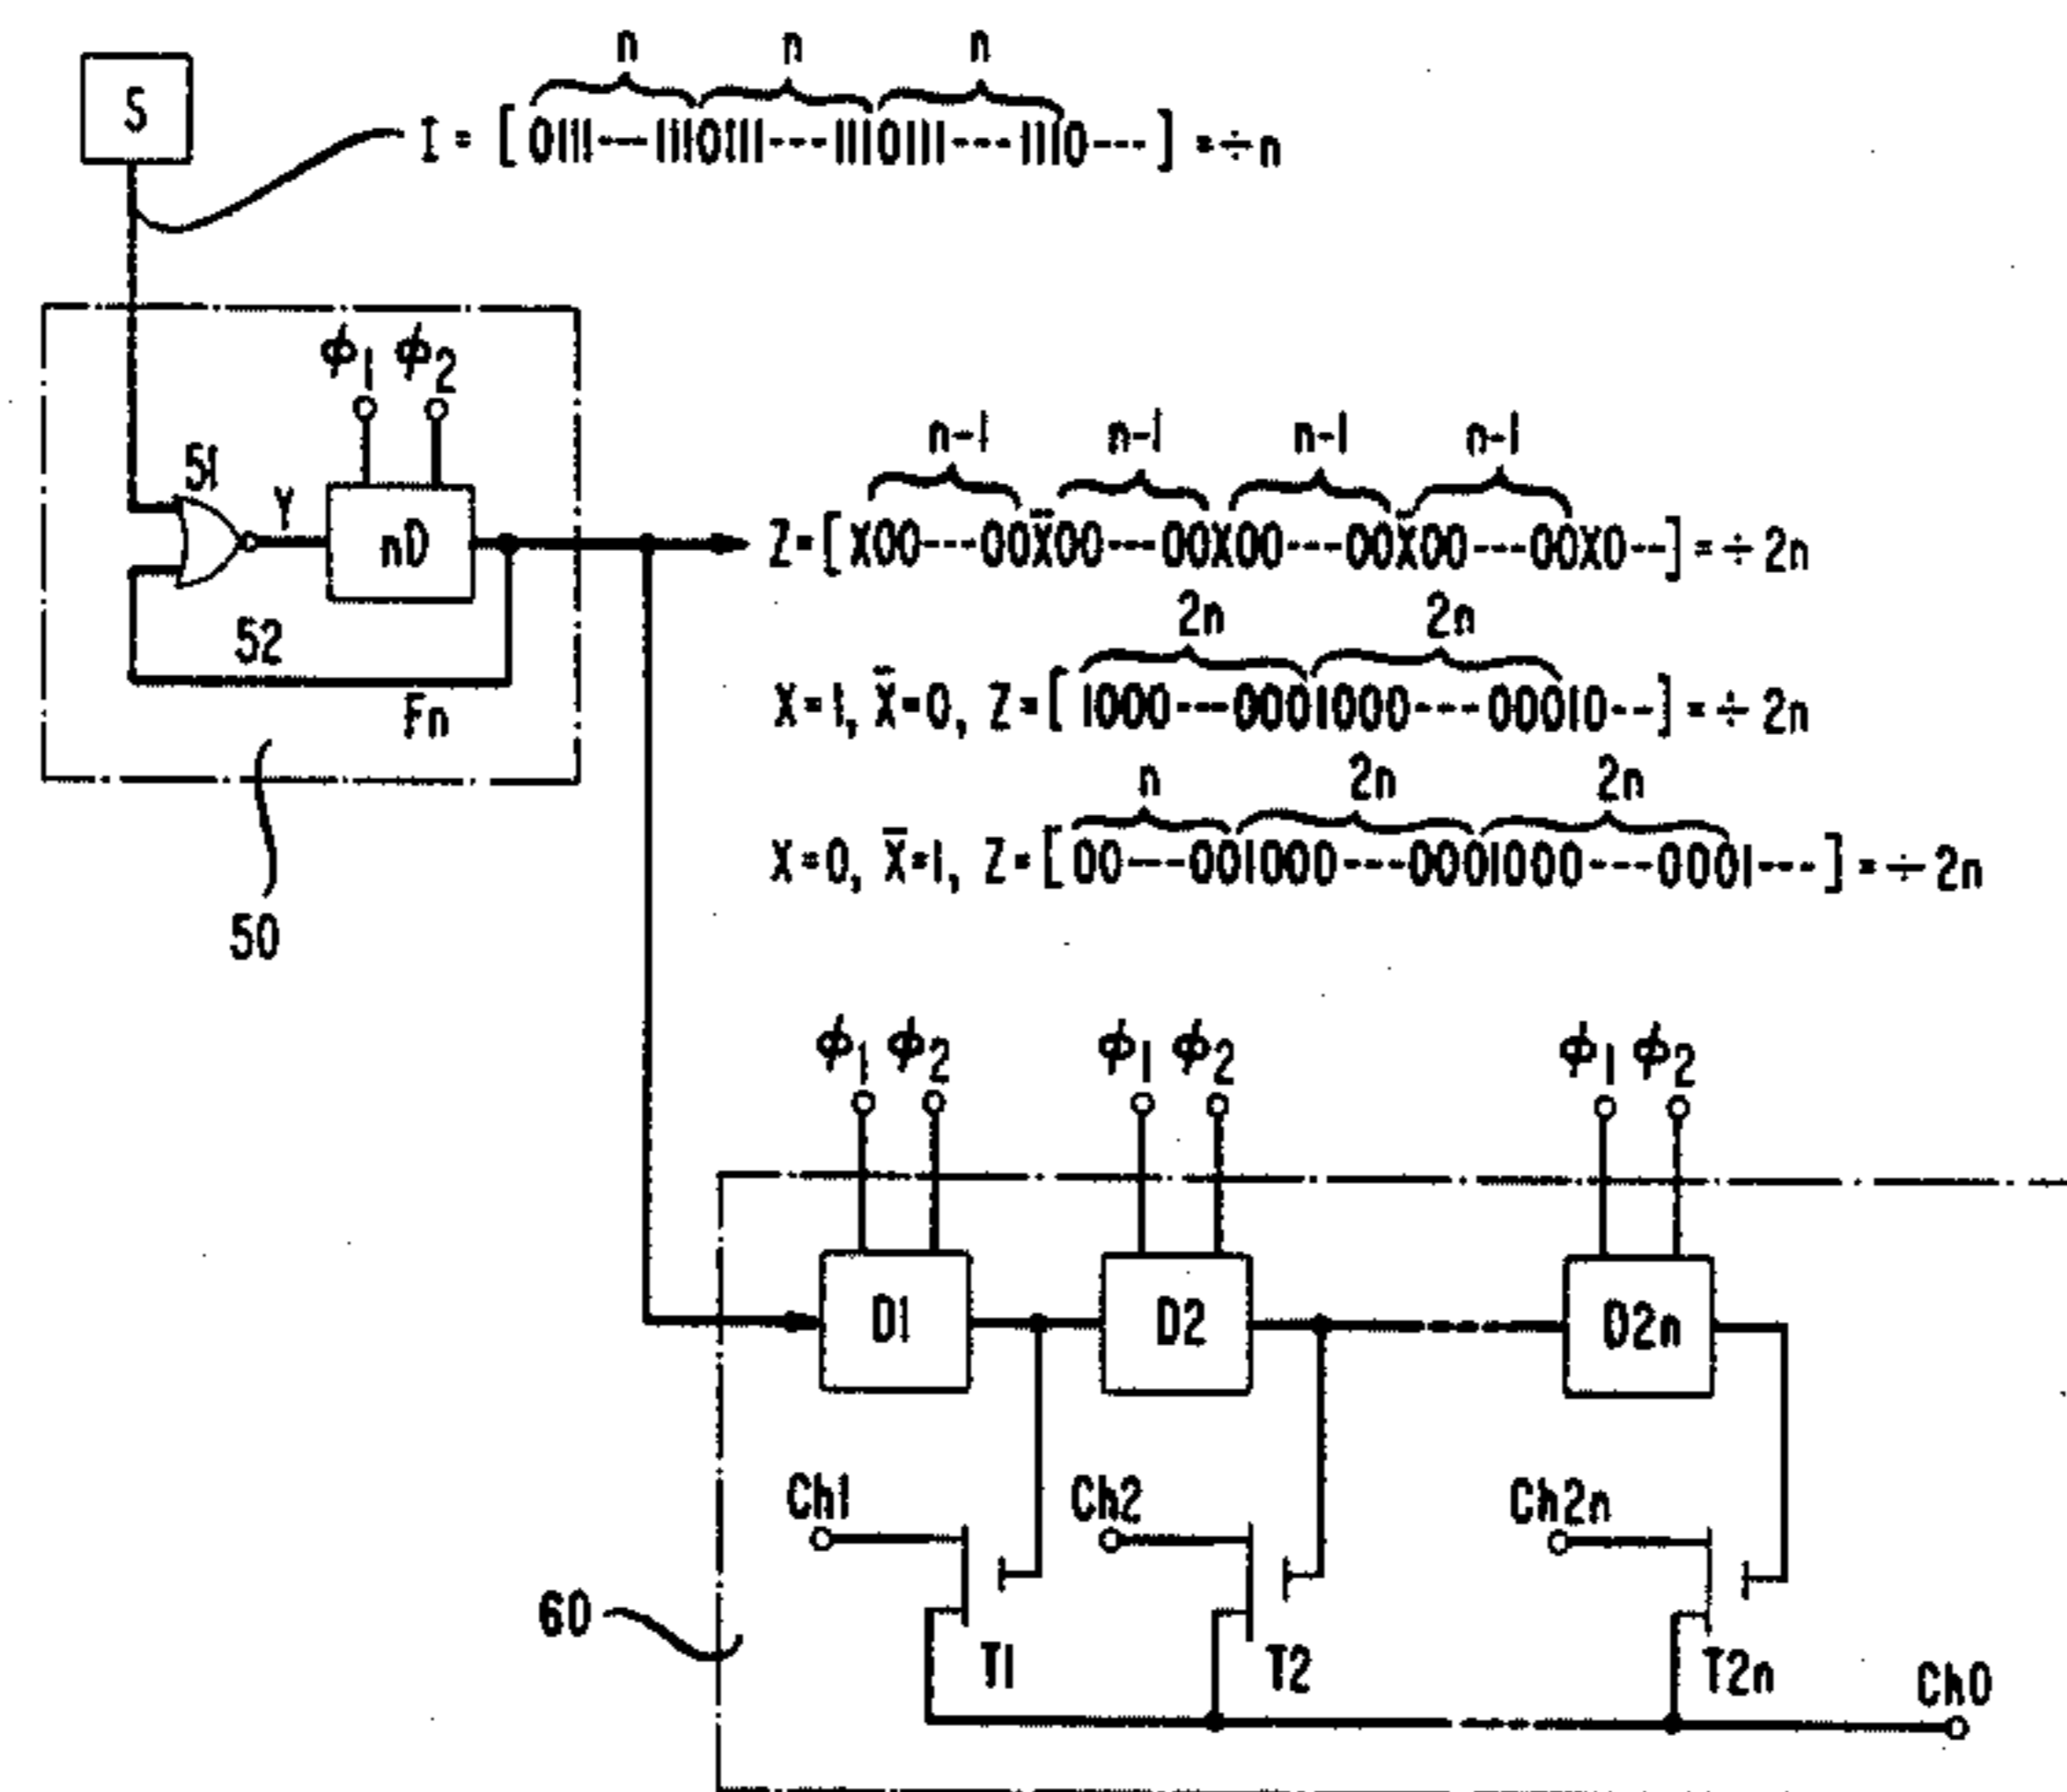 n n n
S
I = [0111---1110111---1110111---1110---] = ÷n
ϕ1 ϕ2
51
Y
nD
52
Fn
50
n-1 n-1 n-1 n-1
Z=[X00---00X̅00---00X00---00X̅00---00X0--] = ÷2n
2n 2n
X=1, X̅=0, Z=[1000---0001000---00010--] = ÷2n
n 2n 2n
X=0, X̅=1, Z=[00---001000---0001000---0001---] = ÷2n
ϕ1 ϕ2 ϕ1 ϕ2 ϕ1 ϕ2
D1 D2 D2n
Ch1 Ch2 Ch2n
60
T1 T2 T2n
Ch0